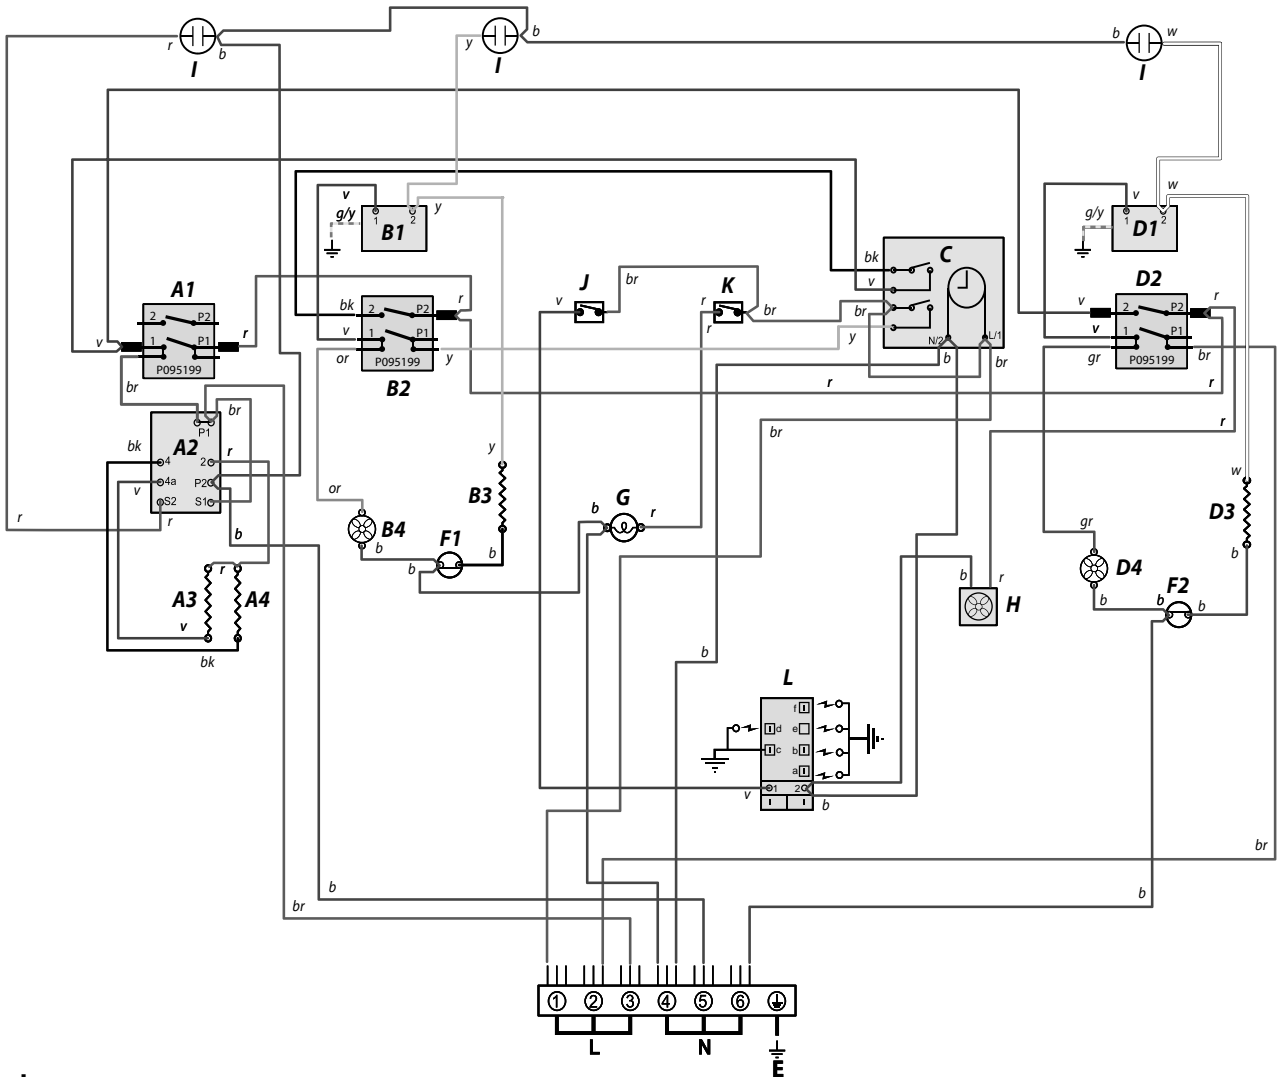 r
I
b
y
I
b
b
I
w
v
g/y
1
2
B1
y
w
v
g/y
1
2
D1
C
bk
v
br
y
N/2
L/1
b
br
A1
2
P2
1
P1
P095199
v
r
br
bk
2
P2
r
v
1
P1
or
P095199
y
B2
J
v
br
K
r
r
br
D2
v
2
P2
r
v
1
P1
gr
br
P095199
r
r
br
r
P1
br
A2
bk
4
2
r
v
4a
P2
S2
S1
r
r
b
A3
r
A4
v
bk
or
B4
b
F1
b
b
B3
y
G
b
r
b
r
H
b
w
D3
b
gr
D4
b
F2
b
b
L
f
d
e
c
b
a
v
1
2
b
br
b
b
br
1
2
3
4
5
6
L
N
E